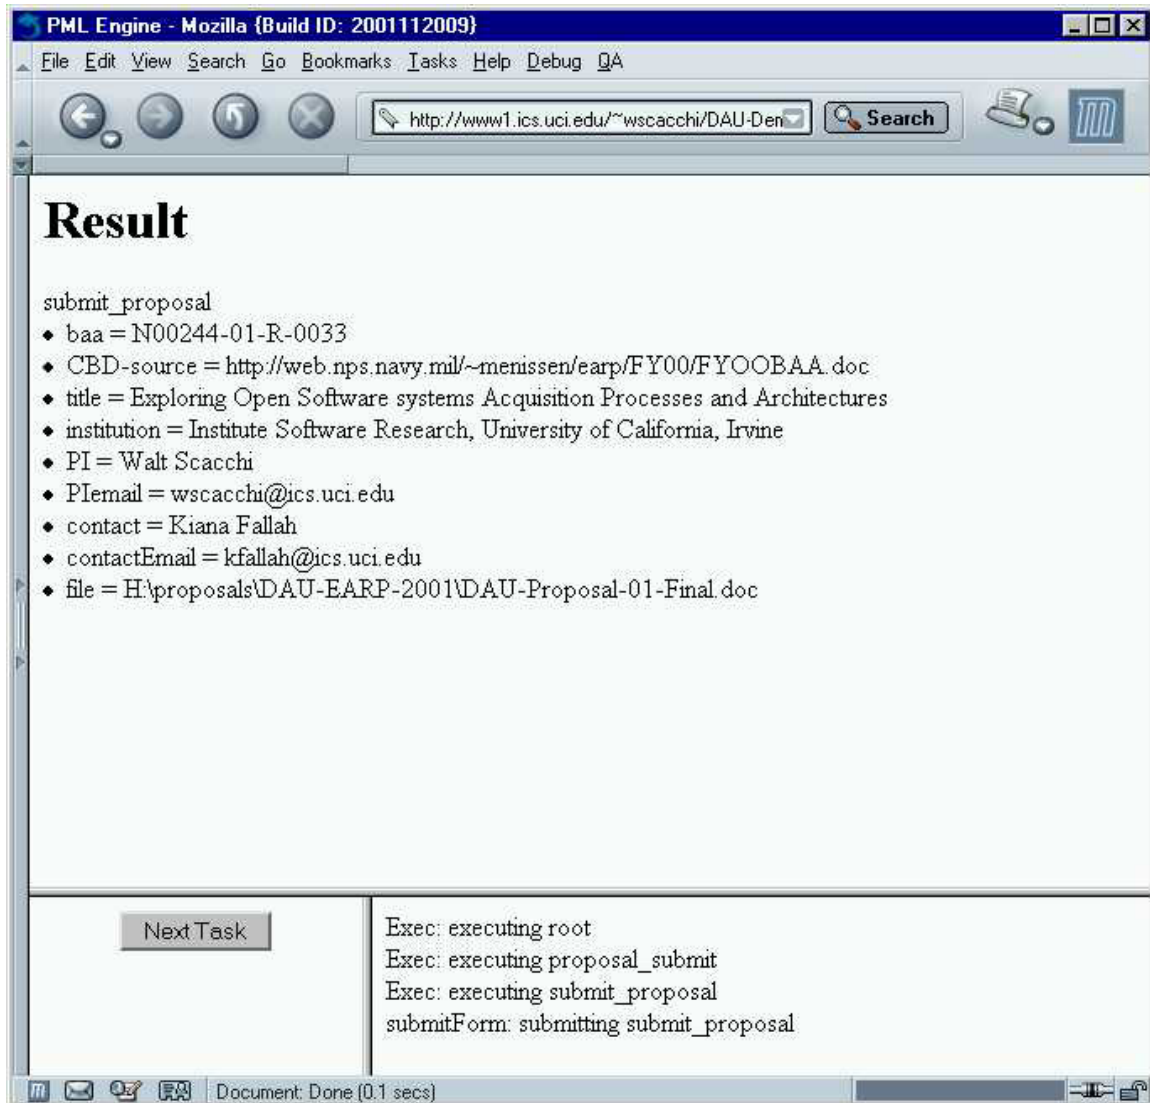 PML Engine - Mozilla {Build ID: 2001112009}
File Edit View Search Go Bookmarks Tasks Help Debug QA
http://www1.ics.uci.edu/~wscacchi/DAU-Den
Search
Result
submit_proposal
• baa = N00244-01-R-0033
• CBD-source = http://web.nps.navy.mil/~menissen/earp/FY00/FYOOBAA.doc
• title = Exploring Open Software systems Acquisition Processes and Architectures
• institution = Institute Software Research, University of California, Irvine
• PI = Walt Scacchi
• PIemail = wscacchi@ics.uci.edu
• contact = Kiana Fallah
• contactEmail = kfallah@ics.uci.edu
• file = H:\proposals\DAU-EARP-2001\DAU-Proposal-01-Final.doc
Next Task
Exec: executing root
Exec: executing proposal_submit
Exec: executing submit_proposal
submitForm: submitting submit_proposal
Document: Done (0.1 secs)